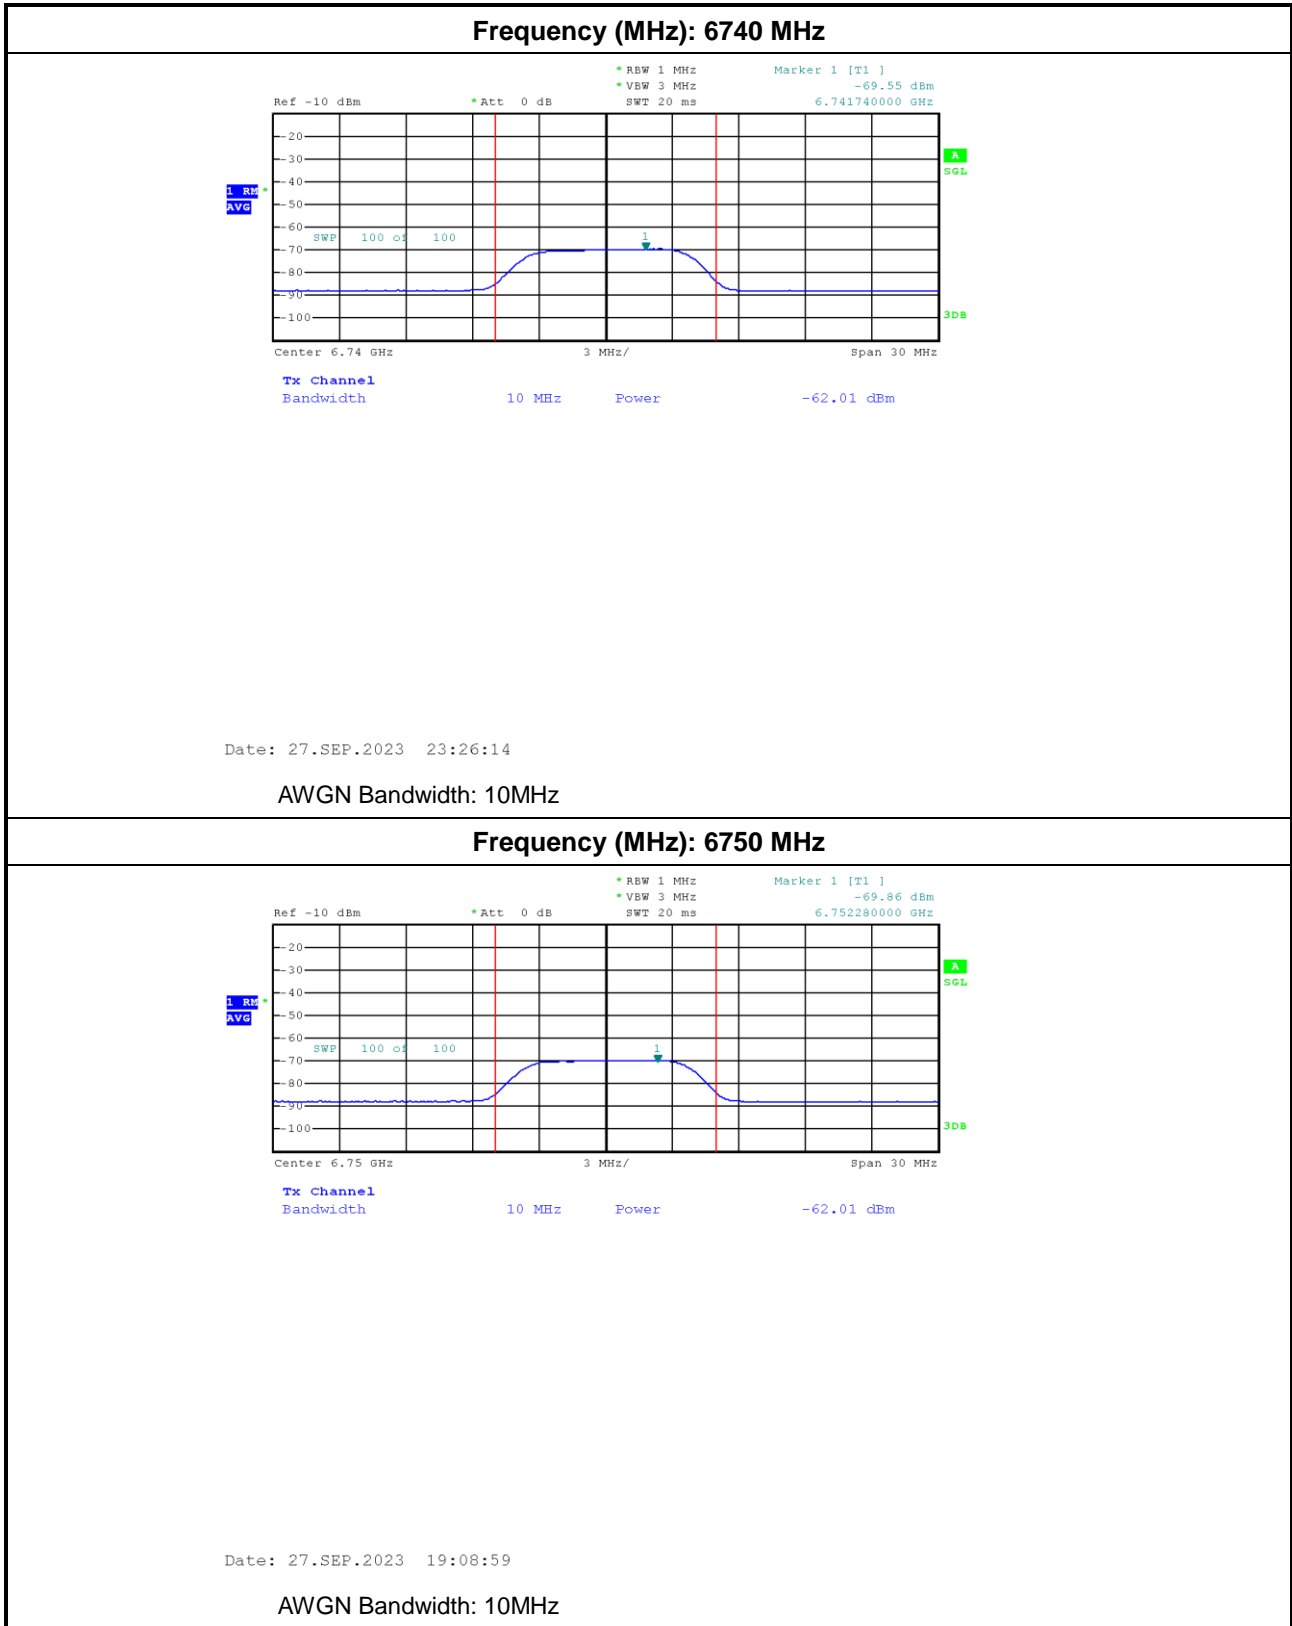 Frequency (MHz): 6740 MHz
*RBW 1 MHz Marker 1 [T1 ]
*VBW 3 MHz -69.55 dBm
Ref -10 dBm *Att 0 dB SWT 20 ms 6.741740000 GHz
-20
A
-30
SGL
-40
1 RM *
AVG
-50
-60
SWP 100 of 100 1
-70
-80
-90
-100
3DB
Center 6.74 GHz 3 MHz/ Span 30 MHz
Tx Channel
Bandwidth 10 MHz Power -62.01 dBm
Date: 27.SEP.2023 23:26:14
AWGN Bandwidth: 10MHz
Frequency (MHz): 6750 MHz
*RBW 1 MHz Marker 1 [T1 ]
*VBW 3 MHz -69.86 dBm
Ref -10 dBm *Att 0 dB SWT 20 ms 6.752280000 GHz
-20
A
-30
SGL
-40
1 RM *
AVG
-50
-60
SWP 100 of 100 1
-70
-80
-90
-100
3DB
Center 6.75 GHz 3 MHz/ Span 30 MHz
Tx Channel
Bandwidth 10 MHz Power -62.01 dBm
Date: 27.SEP.2023 19:08:59
AWGN Bandwidth: 10MHz